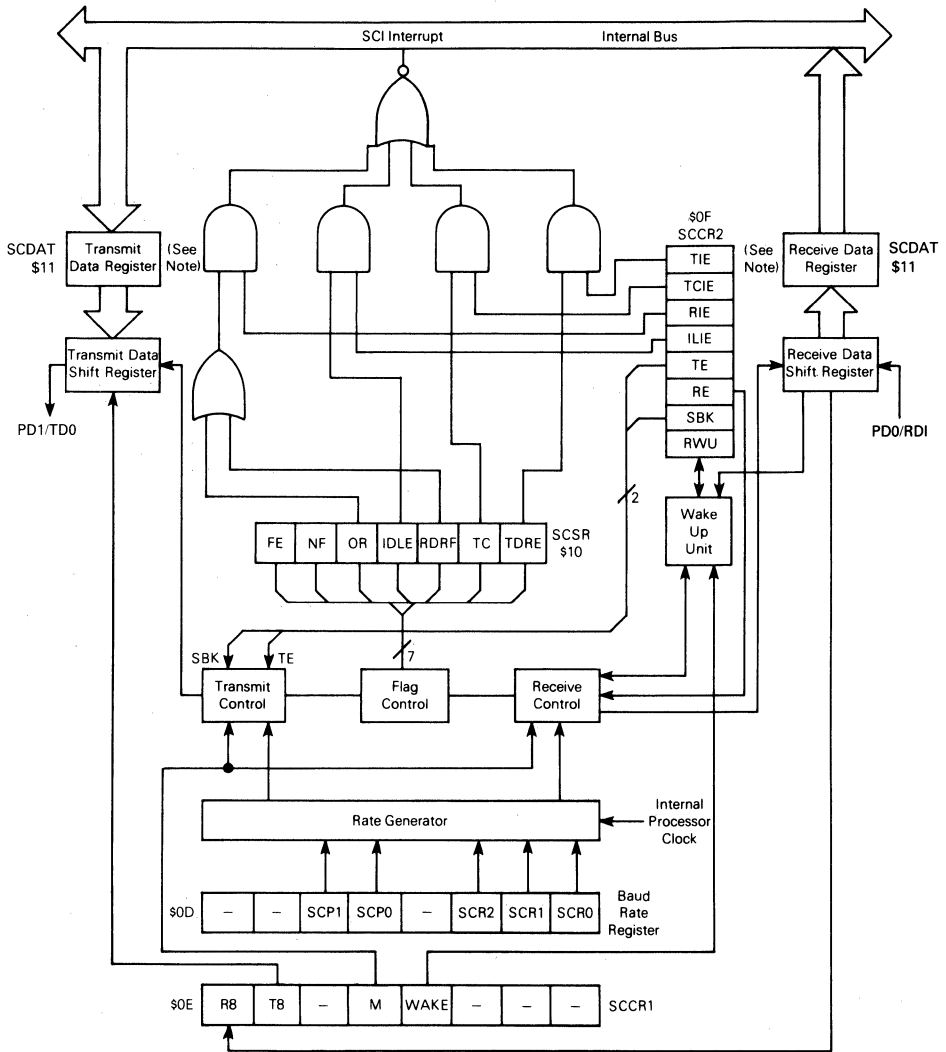 SCI Interrupt
Internal Bus
$0F
SCCR2
SCDAT
$11
Transmit
Data Register
(See
Note)
TIE
TCIE
RIE
ILIE
TE
RE
SBK
RWU
(See
Note)
Receive Data
Register
SCDAT
$11
Transmit Data
Shift Register
Receive Data
Shift Register
PD1/TD0
PD0/RDI
2
Wake
Up
Unit
FE NF OR IDLE RDRF TC TDRE
SCSR
$10
SBK
TE
7
Transmit
Control
Flag
Control
Receive
Control
Rate Generator
Internal
Processor
Clock
$0D – – SCP1 SCP0 – SCR2 SCR1 SCR0
Baud
Rate
Register
$0E R8 T8 – M WAKE – – – SCCR1